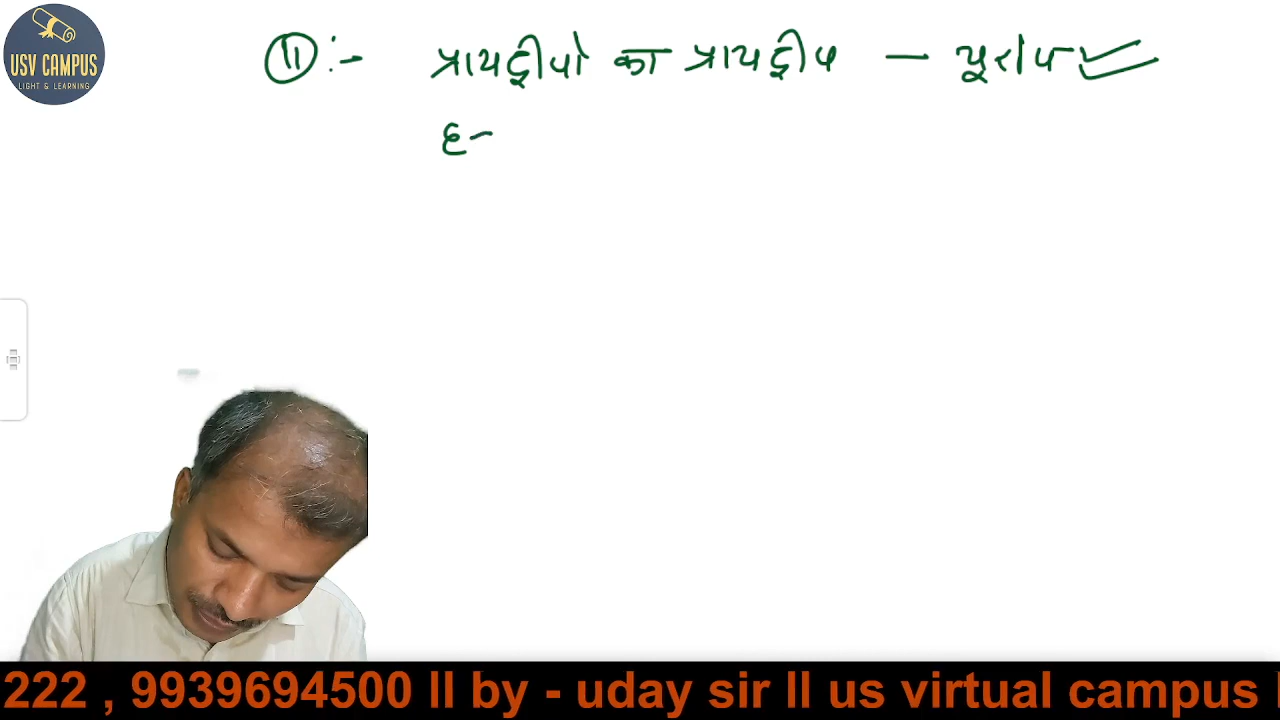 USV CAMPUS
LIGHT & LEARNING
11 :- प्रायद्वीपों का प्रायद्वीप — यूरोप
222 , 9939694500 ll by - uday sir ll us virtual campus